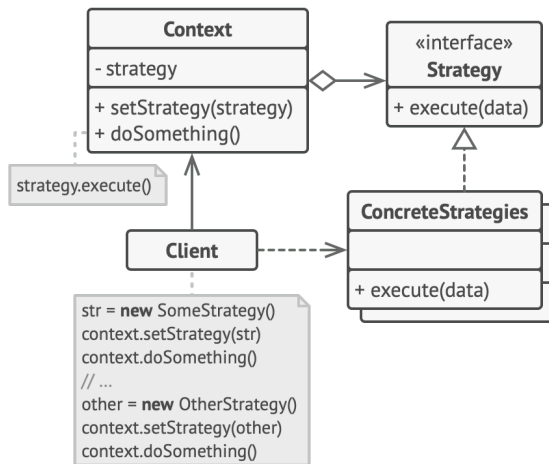 Context
- strategy
+ setStrategy(strategy)
+ doSomething()
«interface»
Strategy
+ execute(data)
strategy.execute()
Client
ConcreteStrategies
+ execute(data)
str = new SomeStrategy()
context.setStrategy(str)
context.doSomething()
// ...
other = new OtherStrategy()
context.setStrategy(other)
context.doSomething()